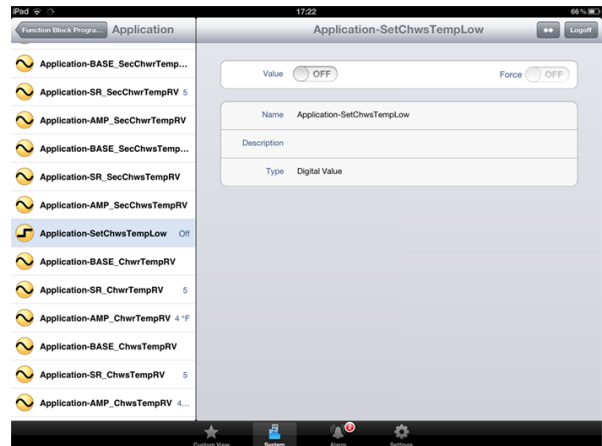 iPad 17:22 66%
Function Block Progra... Application
Application-BASE_SecChwrTemp...
Application-SR_SecChwrTempRV 5
Application-AMP_SecChwrTempRV
Application-BASE_SecChwsTemp...
Application-SR_SecChwsTempRV
Application-AMP_SecChwsTempRV
Application-SetChwsTempLow Off
Application-BASE_ChwrTempRV
Application-SR_ChwrTempRV 5
Application-AMP_ChwrTempRV 4 °F
Application-BASE_ChwsTempRV
Application-SR_ChwsTempRV 5
Application-AMP_ChwsTempRV 4...
Application-SetChwsTempLow Logoff
Value OFF Force OFF
Name Application-SetChwsTempLow
Description
Type Digital Value
Custom View System Alarm Settings